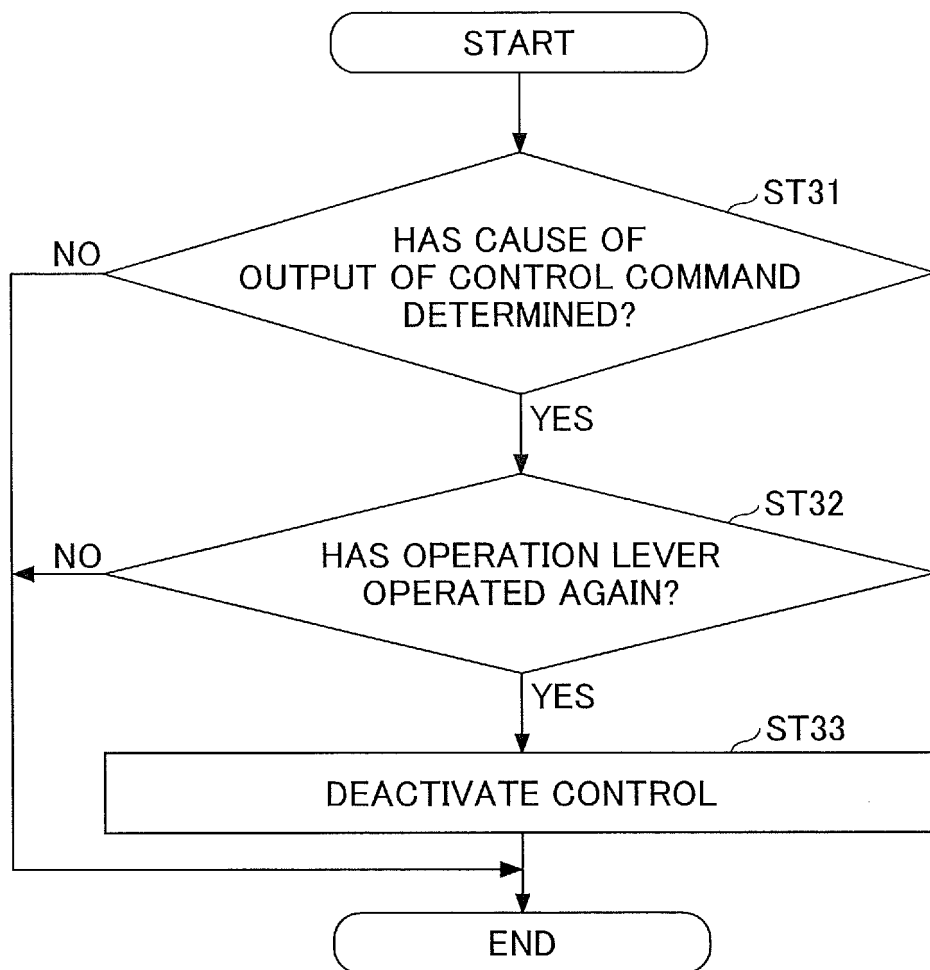 START
ST31
NO
HAS CAUSE OF
OUTPUT OF CONTROL COMMAND
DETERMINED?
YES
ST32
NO
HAS OPERATION LEVER
OPERATED AGAIN?
YES
ST33
DEACTIVATE CONTROL
END